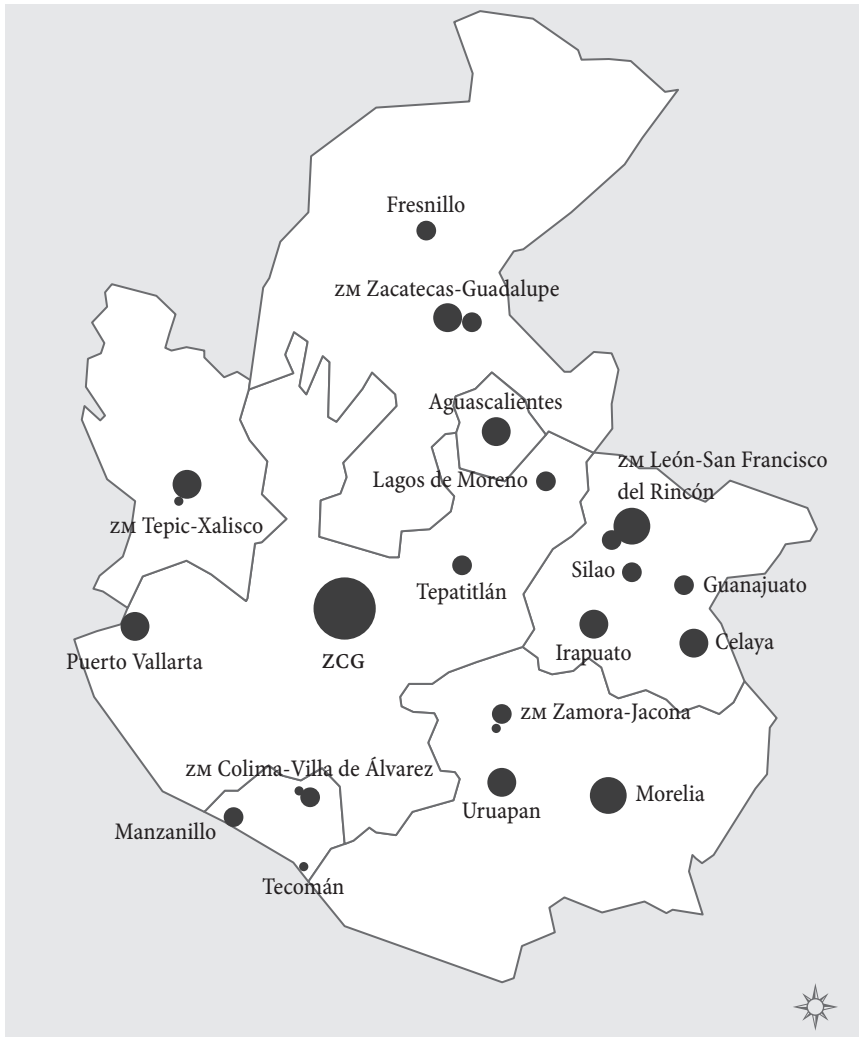 Fresnillo
ZM Zacatecas-Guadalupe
Aguascalientes
ZM León-San Francisco
del Rincón
Lagos de Moreno
ZM Tepic-Xalisco
Silao
Guanajuato
Tepatitlán
Irapuato
Celaya
Puerto Vallarta
ZCG
ZM Zamora-Jacona
ZM Colima-Villa de Álvarez
Morelia
Uruapan
Manzanillo
Tecomán